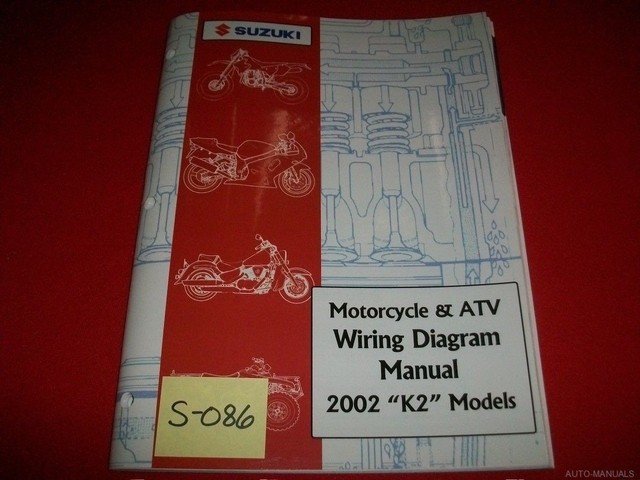 SUZUKI
Motorcycle & ATV
Wiring Diagram
Manual
2002 "K2" Models
S-086
AUTO-MANUALS